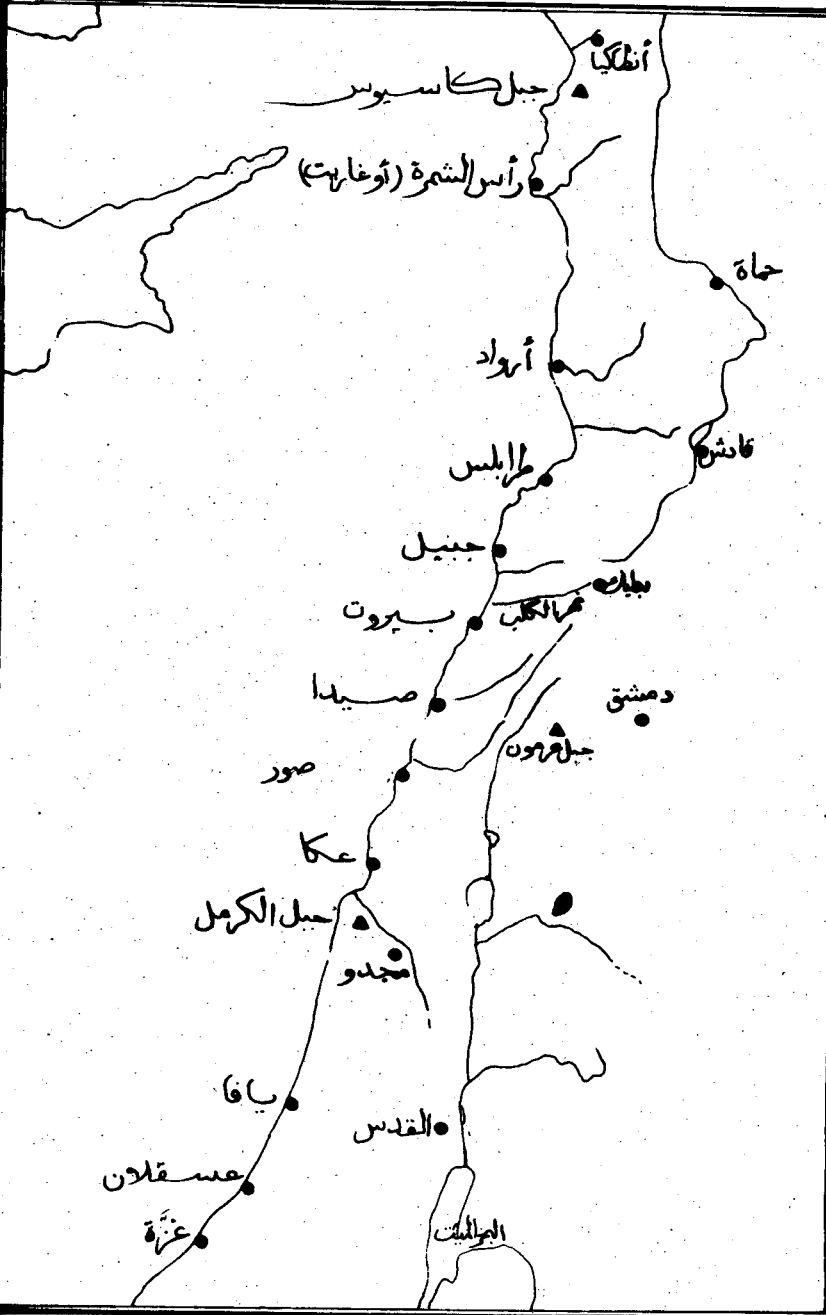 أنطاكيا
جبل كاسيوس
رأس الشمرة (أوغاريت)
حماة
أرواد
قادش
طرابلس
جبيل
بعلبك
نهر الكلب
بيروت
صيدا
دمشق
جبل حرمون
صور
عكا
جبل الكرمل
مجدو
يافا
القدس
عسقلان
غزَّة
البحر الميت